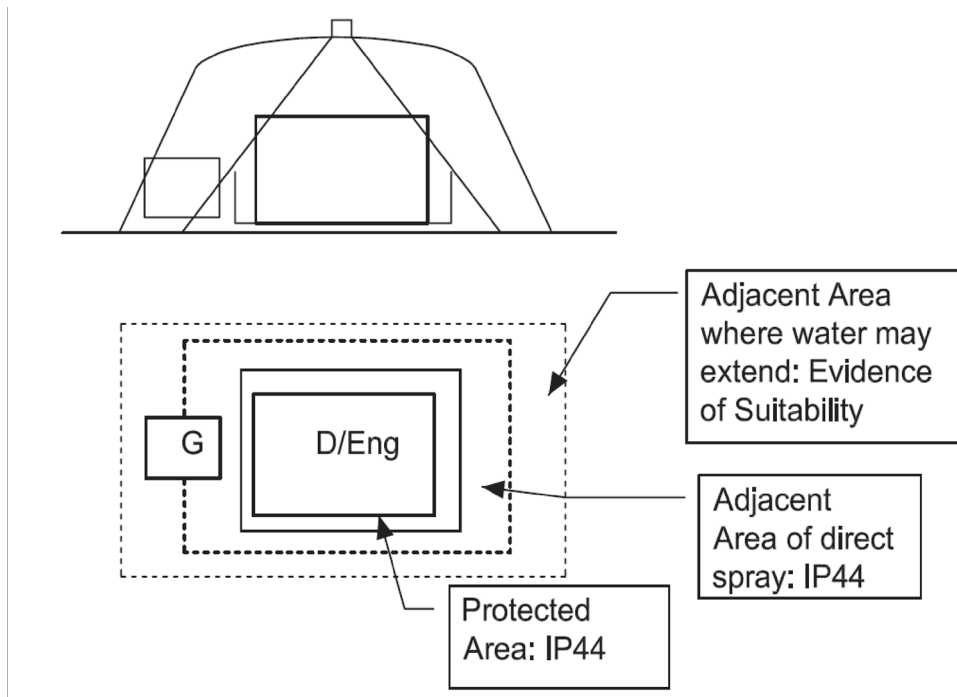 Adjacent Area
where water may
extend: Evidence
of Suitability
G
D/Eng
Adjacent
Area of direct
spray: IP44
Protected
Area: IP44